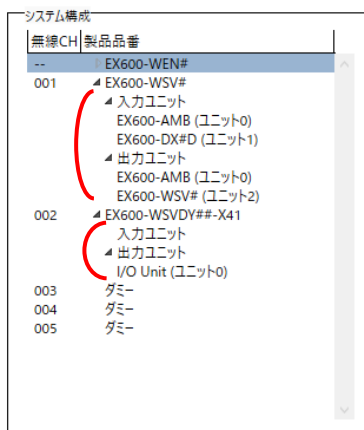 システム構成
無線CH 製品品番
-- EX600-WEN#
001 EX600-WSV#
入力ユニット
EX600-AMB (ユニット0)
EX600-DX#D (ユニット1)
出力ユニット
EX600-AMB (ユニット0)
EX600-WSV# (ユニット2)
002 EX600-WSVDY##-X41
入力ユニット
出力ユニット
I/O Unit (ユニット0)
003 ダミー
004 ダミー
005 ダミー